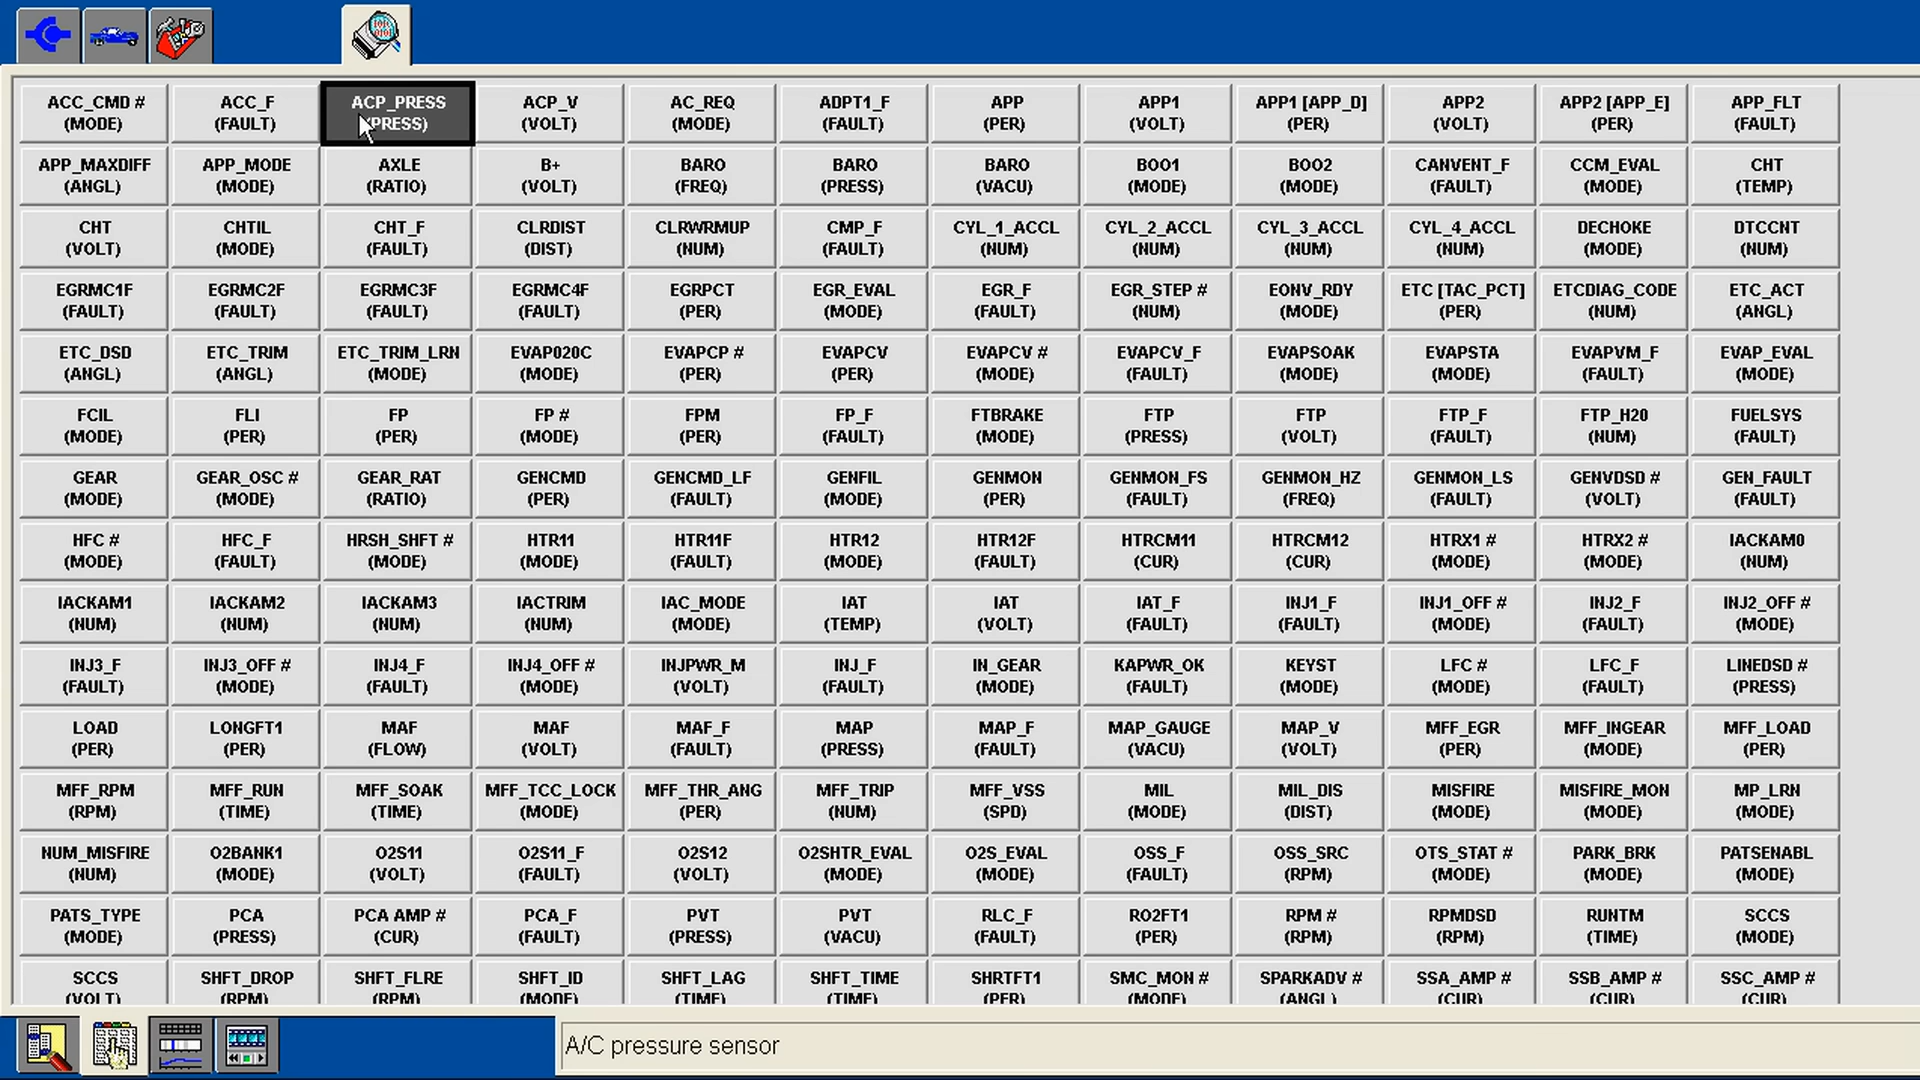 ACC_CMD # ACC_F ACP_PRESS ACP_V AC_REQ ADPT1_F APP APP1 APP1 [APP_D] APP2 APP2 [APP_E] APP_FLT
(MODE) (FAULT) (PRESS) (VOLT) (MODE) (FAULT) (PER) (VOLT) (PER) (VOLT) (PER) (FAULT)
APP_MAXDIFF APP_MODE AXLE B+ BARO BARO BARO BOO1 BOO2 CANVENT_F CCM_EVAL CHT
(ANGL) (MODE) (RATIO) (VOLT) (FREQ) (PRESS) (VACU) (MODE) (MODE) (FAULT) (MODE) (TEMP)
CHT CHTIL CHT_F CLRDIST CLRWRMUP CMP_F CYL_1_ACCL CYL_2_ACCL CYL_3_ACCL CYL_4_ACCL DECHOKE DTCCNT
(VOLT) (MODE) (FAULT) (DIST) (NUM) (FAULT) (NUM) (NUM) (NUM) (NUM) (MODE) (NUM)
EGRMC1F EGRMC2F EGRMC3F EGRMC4F EGRPCT EGR_EVAL EGR_F EGR_STEP # EONV_RDY ETC [TAC_PCT] ETCDIAG_CODE ETC_ACT
(FAULT) (FAULT) (FAULT) (FAULT) (PER) (MODE) (FAULT) (NUM) (MODE) (PER) (NUM) (ANGL)
ETC_DSD ETC_TRIM ETC_TRIM_LRN EVAP020C EVAPCP # EVAPCV EVAPCV # EVAPCV_F EVAPSOAK EVAPSTA EVAPVM_F EVAP_EVAL
(ANGL) (ANGL) (MODE) (MODE) (PER) (PER) (MODE) (FAULT) (MODE) (MODE) (FAULT) (MODE)
FCIL FLI FP FP # FPM FP_F FTBRAKE FTP FTP FTP_F FTP_H20 FUELSYS
(MODE) (PER) (PER) (MODE) (PER) (FAULT) (MODE) (PRESS) (VOLT) (FAULT) (NUM) (FAULT)
GEAR GEAR_OSC # GEAR_RAT GENCMD GENCMD_LF GENFIL GENMON GENMON_FS GENMON_HZ GENMON_LS GENVDSD # GEN_FAULT
(MODE) (MODE) (RATIO) (PER) (FAULT) (MODE) (PER) (FAULT) (FREQ) (FAULT) (VOLT) (FAULT)
HFC # HFC_F HRSH_SHFT # HTR11 HTR11F HTR12 HTR12F HTRCM11 HTRCM12 HTRX1 # HTRX2 # IACKAM0
(MODE) (FAULT) (MODE) (MODE) (FAULT) (MODE) (FAULT) (CUR) (CUR) (MODE) (MODE) (NUM)
IACKAM1 IACKAM2 IACKAM3 IACTRIM IAC_MODE IAT IAT IAT_F INJ1_F INJ1_OFF # INJ2_F INJ2_OFF #
(NUM) (NUM) (NUM) (NUM) (MODE) (TEMP) (VOLT) (FAULT) (FAULT) (MODE) (FAULT) (MODE)
INJ3_F INJ3_OFF # INJ4_F INJ4_OFF # INJPWR_M INJ_F IN_GEAR KAPWR_OK KEYST LFC # LFC_F LINEDSD #
(FAULT) (MODE) (FAULT) (MODE) (VOLT) (FAULT) (MODE) (FAULT) (MODE) (MODE) (FAULT) (PRESS)
LOAD LONGFT1 MAF MAF MAF_F MAP MAP_F MAP_GAUGE MAP_V MFF_EGR MFF_INGEAR MFF_LOAD
(PER) (PER) (FLOW) (VOLT) (FAULT) (PRESS) (FAULT) (VACU) (VOLT) (PER) (MODE) (PER)
MFF_RPM MFF_RUN MFF_SOAK MFF_TCC_LOCK MFF_THR_ANG MFF_TRIP MFF_VSS MIL MIL_DIS MISFIRE MISFIRE_MON MP_LRN
(RPM) (TIME) (TIME) (MODE) (PER) (NUM) (SPD) (MODE) (DIST) (MODE) (MODE) (MODE)
NUM_MISFIRE O2BANK1 O2S11 O2S11_F O2S12 O2SHTR_EVAL O2S_EVAL OSS_F OSS_SRC OTS_STAT # PARK_BRK PATSENABL
(NUM) (MODE) (VOLT) (FAULT) (VOLT) (MODE) (MODE) (FAULT) (RPM) (MODE) (MODE) (MODE)
PATS_TYPE PCA PCA AMP # PCA_F PVT PVT RLC_F RO2FT1 RPM # RPMDSD RUNTM SCCS
(MODE) (PRESS) (CUR) (FAULT) (PRESS) (VACU) (FAULT) (PER) (RPM) (RPM) (TIME) (MODE)
SCCS SHFT_DROP SHFT_FLRE SHFT_ID SHFT_LAG SHFT_TIME SHRTFT1 SMC_MON # SPARKADV # SSA_AMP # SSB_AMP # SSC_AMP #
(VOLT) (RPM) (RPM) (MODE) (TIME) (TIME) (PER) (MODE) (ANGL) (CUR) (CUR) (CUR)
A/C pressure sensor